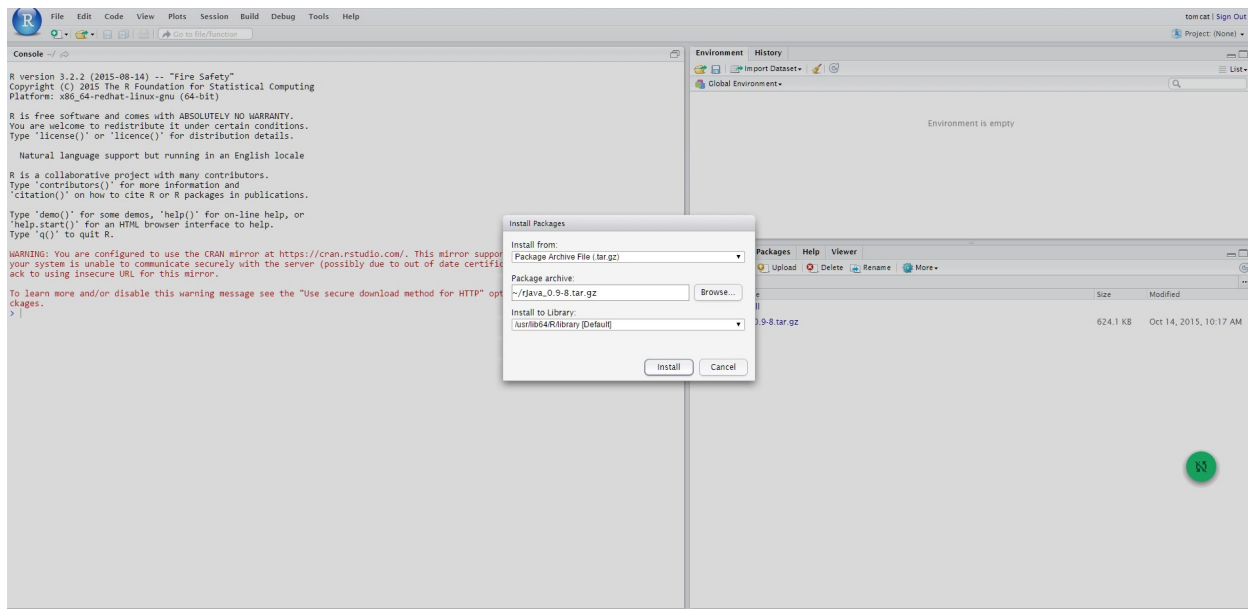 R
File Edit Code View Plots Session Build Debug Tools Help
tomcat | Sign Out
Go to file/function
Project: (None)
Console ~/
R version 3.2.2 (2015-08-14) -- "Fire Safety"
Copyright (C) 2015 The R Foundation for Statistical Computing
Platform: x86_64-redhat-linux-gnu (64-bit)
R is free software and comes with ABSOLUTELY NO WARRANTY.
You are welcome to redistribute it under certain conditions.
Type 'license()' or 'licence()' for distribution details.
Natural language support but running in an English locale
R is a collaborative project with many contributors.
Type 'contributors()' for more information and
'citation()' on how to cite R or R packages in publications.
Type 'demo()' for some demos, 'help()' for on-line help, or
'help.start()' for an HTML browser interface to help.
Type 'q()' to quit R.
WARNING: You are configured to use the CRAN mirror at https://cran.rstudio.com/. This mirror suppor
your system is unable to communicate securely with the server (possibly due to out of date certific
ack to using insecure URL for this mirror.
To learn more and/or disable this warning message see the "Use secure download method for HTTP" opt
ckages.
>
Environment History
Import Dataset
List
Global Environment
Environment is empty
Install Packages
Install from:
Package Archive File (.tar.gz)
Package archive:
~/rJava_0.9-8.tar.gz
Browse...
Install to Library:
/usr/lib64/R/library [Default]
Install Cancel
Packages Help Viewer
Upload Delete Rename More
Size Modified
0.9-8.tar.gz 624.1 KB Oct 14, 2015, 10:17 AM